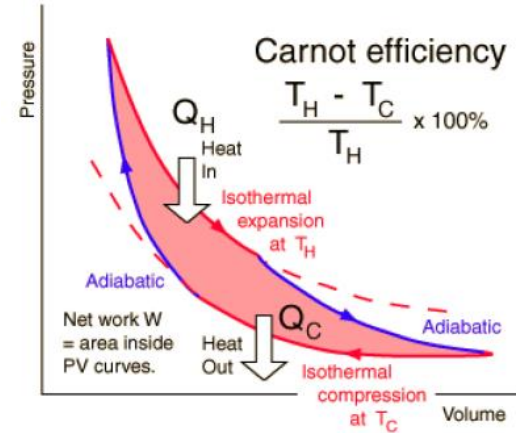 Pressure
Carnot efficiency
T_H - T_C
T_H
x 100%
Q_H
Heat
In
Isothermal
expansion
at T_H
Adiabatic
Net work W
= area inside
PV curves.
Q_C
Heat
Out
Adiabatic
Isothermal
compression
at T_C
Volume